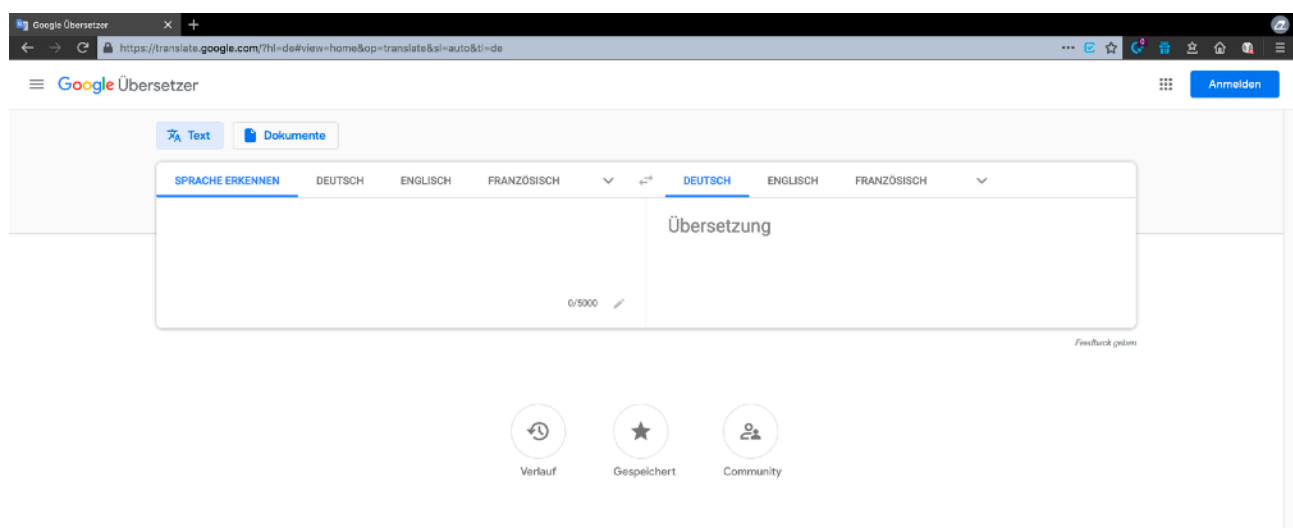 Google Übersetzer
https://translate.google.com/?hl=de#view=home&op=translate&sl=auto&tl=de
Google Übersetzer
Anmelden
Text Dokumente
SPRACHE ERKENNEN DEUTSCH ENGLISCH FRANZÖSISCH DEUTSCH ENGLISCH FRANZÖSISCH
Übersetzung
0/5000
Feedback geben
Verlauf Gespeichert Community